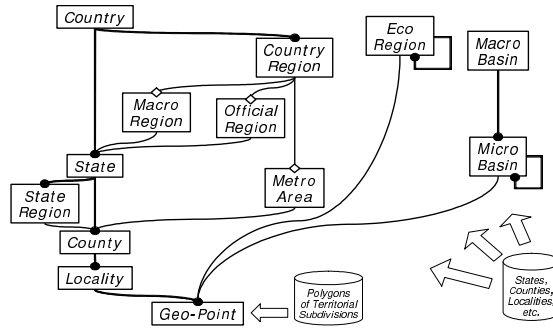 Country
Country
Region
Eco
Region
Macro
Basin
Macro
Region
Official
Region
State
Micro
Basin
State
Region
Metro
Area
County
Locality
Geo-Point
Polygons
of Territorial
Subdivisions
States,
Counties,
Localities,
etc.